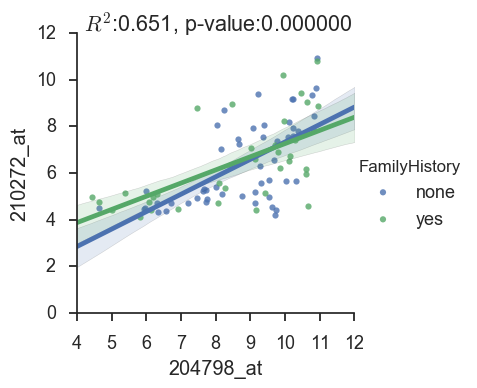 R²:0.651, p-value:0.000000
12
10
8
6
4
2
0
210272_at
4 5 6 7 8 9 10 11 12
204798_at
FamilyHistory
none
yes